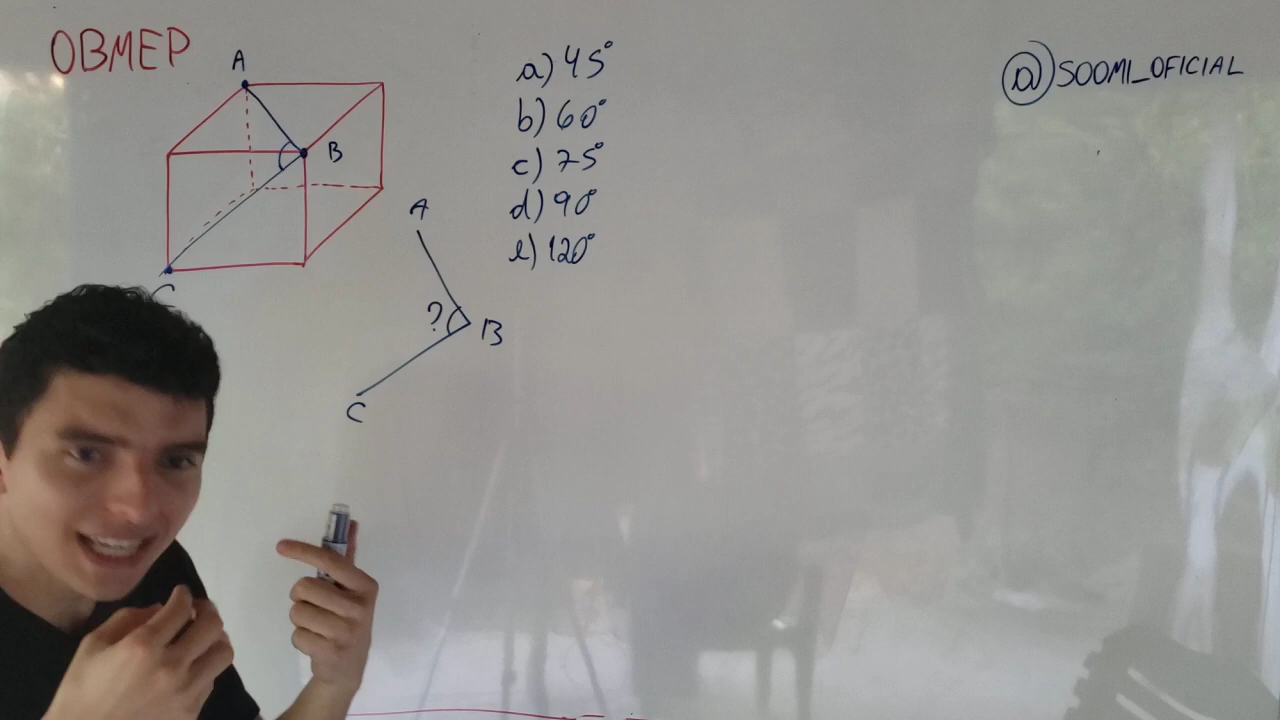 OBMEP
A
B
C
a) 45°
b) 60°
c) 75°
d) 90°
e) 120°
A
? B
C
@SOOMI_OFICIAL